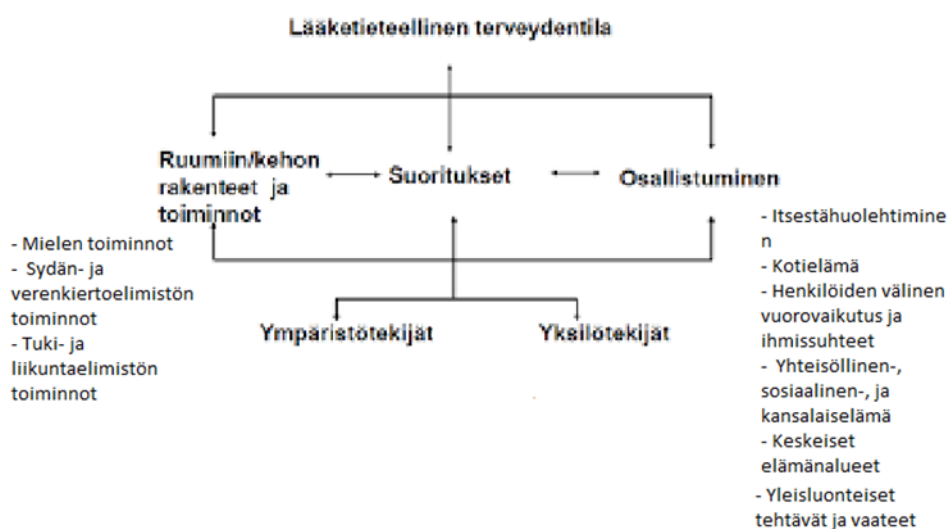 Lääketieteellinen terveydentila
Ruumiin/kehon
rakenteet ja
toiminnot
Suoritukset
Osallistuminen
- Mielen toiminnot
- Sydän- ja
verenkiertoelimistön
toiminnot
- Tuki- ja
liikuntaelimistön
toiminnot
- Itsestähuolehtimine
n
- Kotielämä
- Henkilöiden välinen
vuorovaikutus ja
ihmissuhteet
- Yhteisöllinen-,
sosiaalinen-, ja
kansalaiselämä
- Keskeiset
elämänalueet
- Yleisluonteiset
tehtävät ja vaateet
Ympäristötekijät
Yksilötekijät